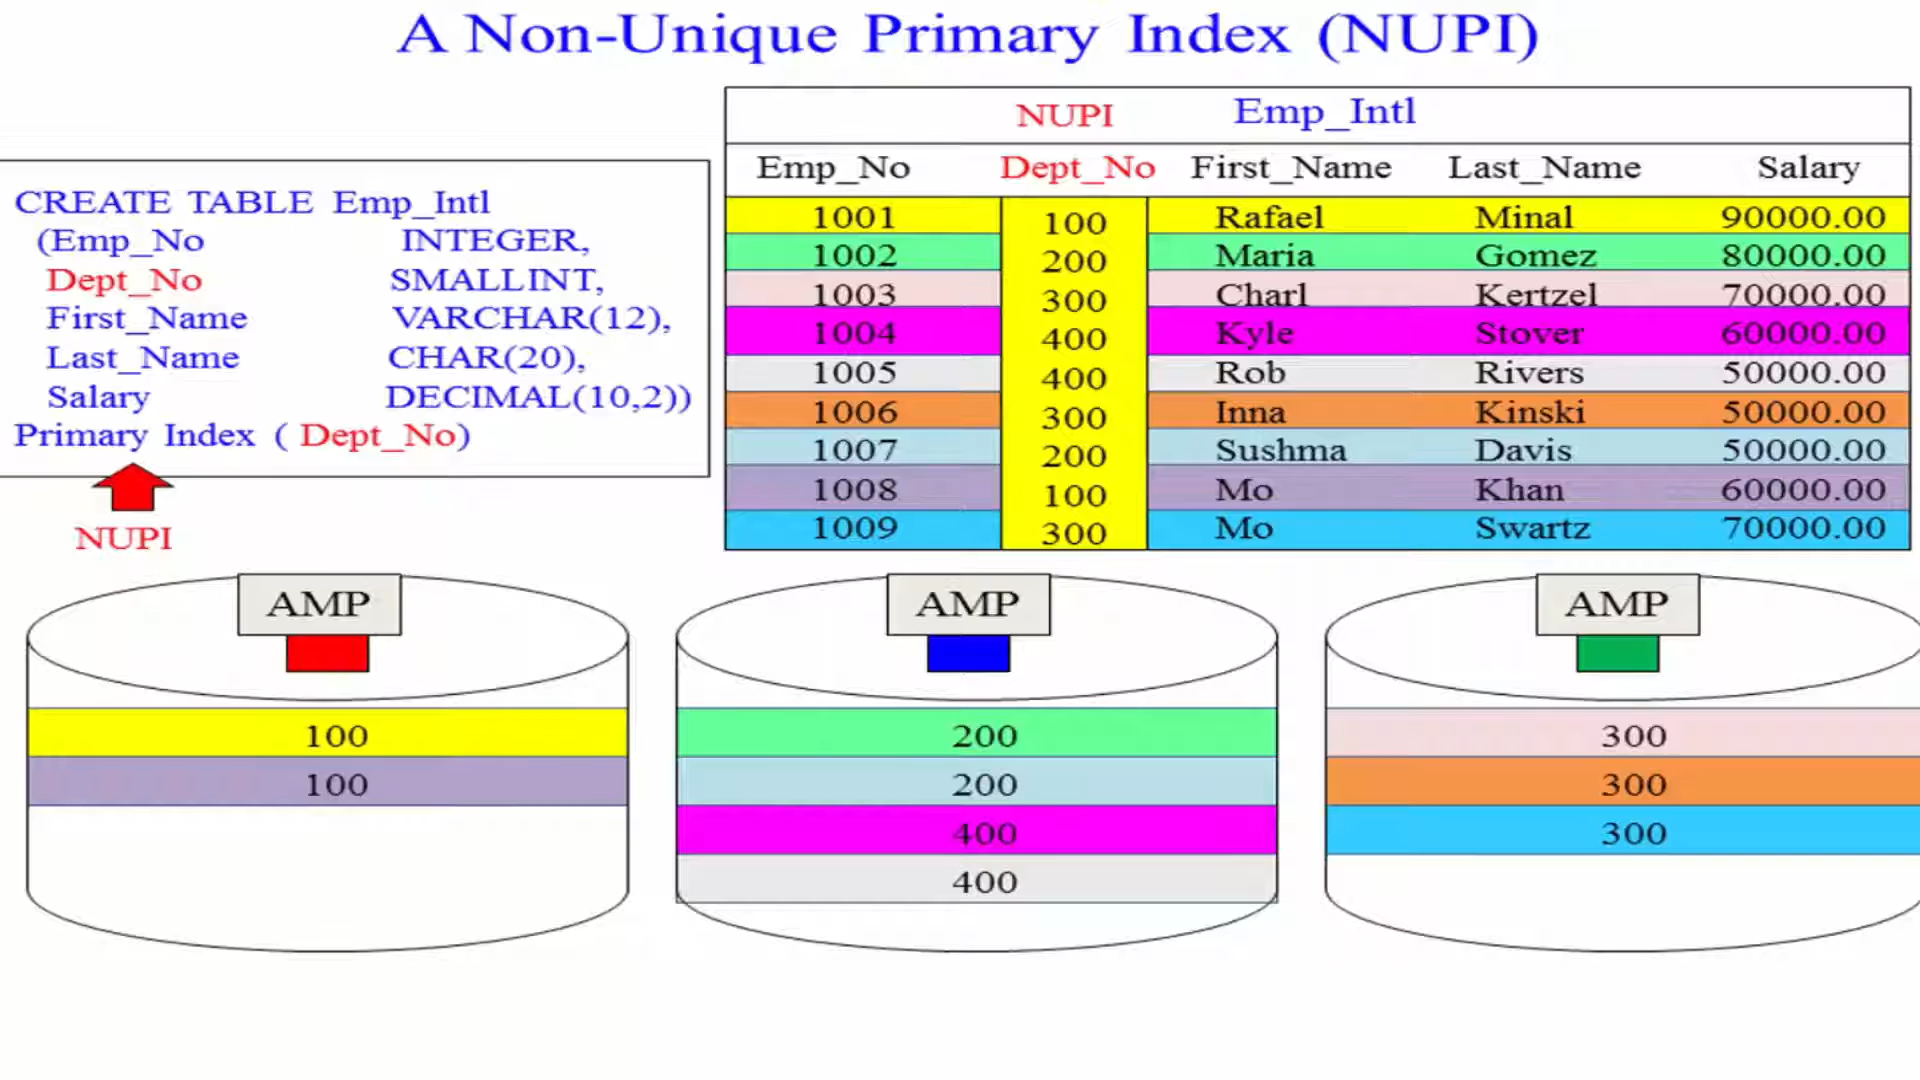 A Non-Unique Primary Index (NUPI)
NUPI Emp_Intl
Emp_No Dept_No First_Name Last_Name Salary
1001 100 Rafael Minal 90000.00
1002 200 Maria Gomez 80000.00
1003 300 Charl Kertzel 70000.00
1004 400 Kyle Stover 60000.00
1005 400 Rob Rivers 50000.00
1006 300 Inna Kinski 50000.00
1007 200 Sushma Davis 50000.00
1008 100 Mo Khan 60000.00
1009 300 Mo Swartz 70000.00
CREATE TABLE Emp_Intl
(Emp_No INTEGER,
Dept_No SMALLINT,
First_Name VARCHAR(12),
Last_Name CHAR(20),
Salary DECIMAL(10,2))
Primary Index ( Dept_No)
NUPI
AMP
100
100
AMP
200
200
400
400
AMP
300
300
300